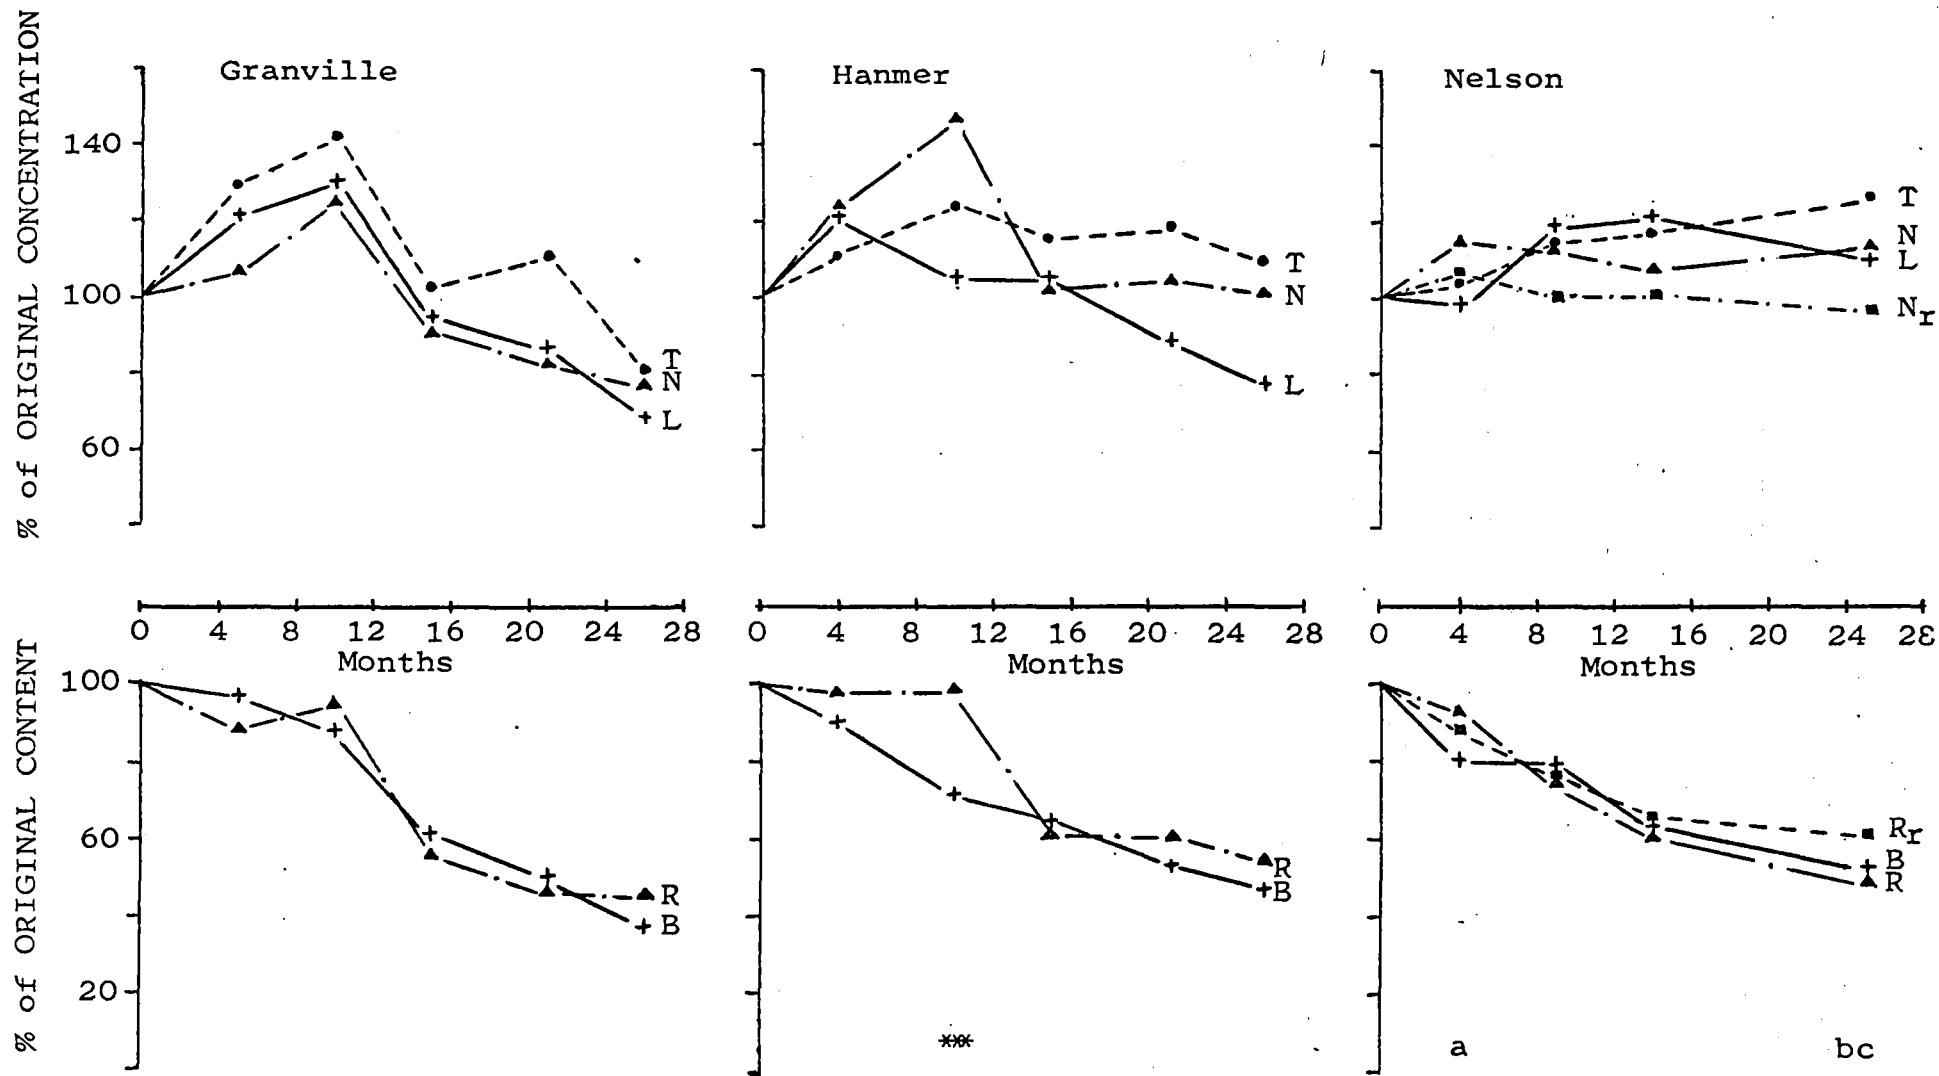 Granville
Hanmer
Nelson
% of ORIGINAL CONCENTRATION
140
100
60
T
N
L
T
N
L
T
N
L
Nr
0 4 8 12 16 20 24 28
0 4 8 12 16 20 24 28
0 4 8 12 16 20 24 28
Months
Months
Months
% of ORIGINAL CONTENT
100
60
20
R
B
R
B
Rr
B
R
***
a
bc